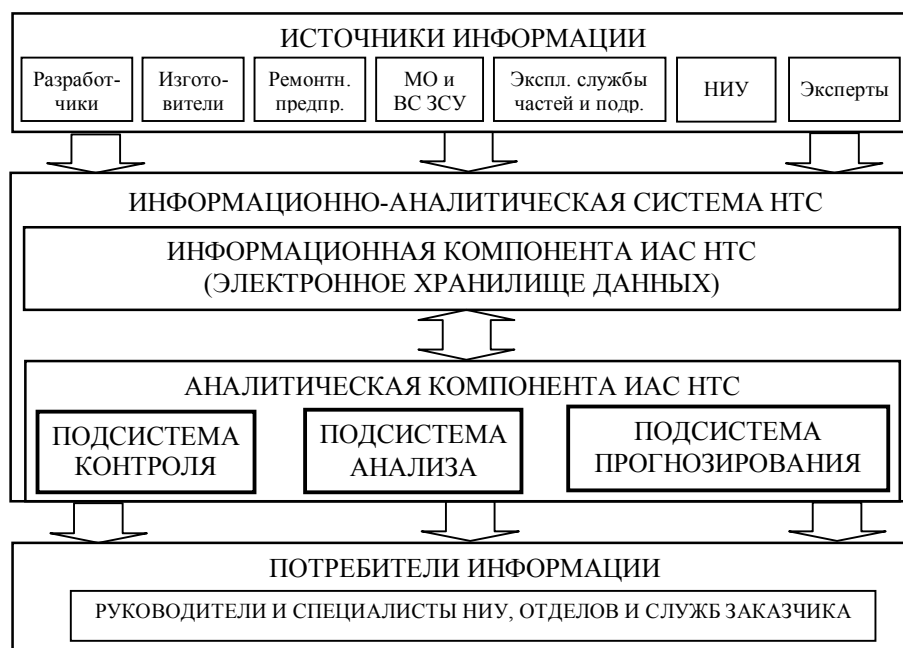 ИСТОЧНИКИ ИНФОРМАЦИИ
Разработ-
чики
Изгото-
вители
Ремонтн.
предпр.
МО и
ВС ЗСУ
Экспл. службы
частей и подр.
НИУ
Эксперты
ИНФОРМАЦИОННО-АНАЛИТИЧЕСКАЯ СИСТЕМА НТС
ИНФОРМАЦИОННАЯ КОМПОНЕНТА ИАС НТС
(ЭЛЕКТРОННОЕ ХРАНИЛИЩЕ ДАННЫХ)
АНАЛИТИЧЕСКАЯ КОМПОНЕНТА ИАС НТС
ПОДСИСТЕМА
КОНТРОЛЯ
ПОДСИСТЕМА
АНАЛИЗА
ПОДСИСТЕМА
ПРОГНОЗИРОВАНИЯ
ПОТРЕБИТЕЛИ ИНФОРМАЦИИ
РУКОВОДИТЕЛИ И СПЕЦИАЛИСТЫ НИУ, ОТДЕЛОВ И СЛУЖБ ЗАКАЗЧИКА